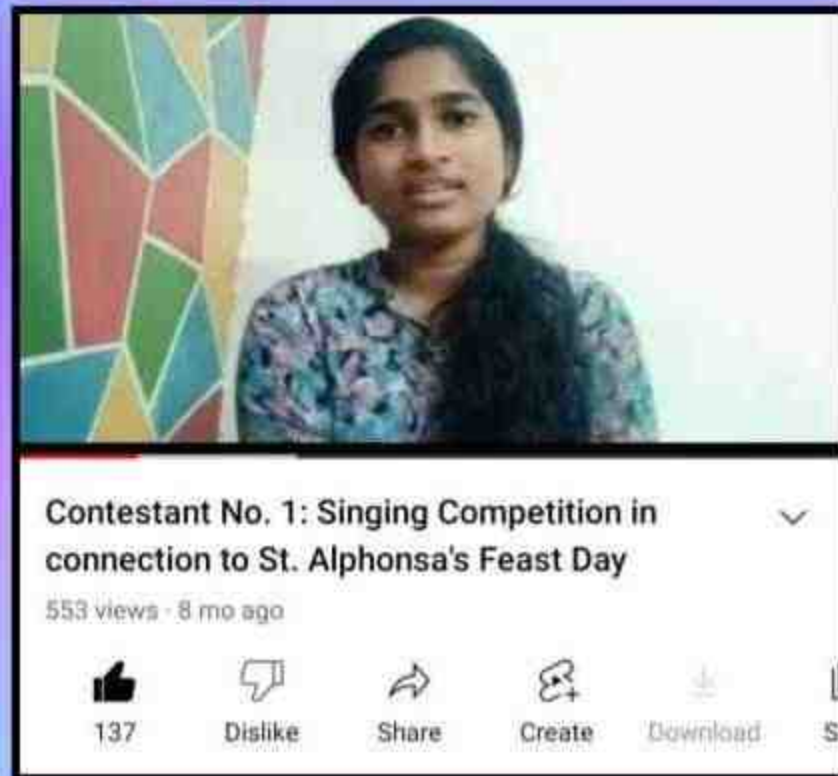 Contestant No. 1: Singing Competition in
connection to St. Alphonsa's Feast Day
553 views · 8 mo ago
137 Dislike Share Create Download